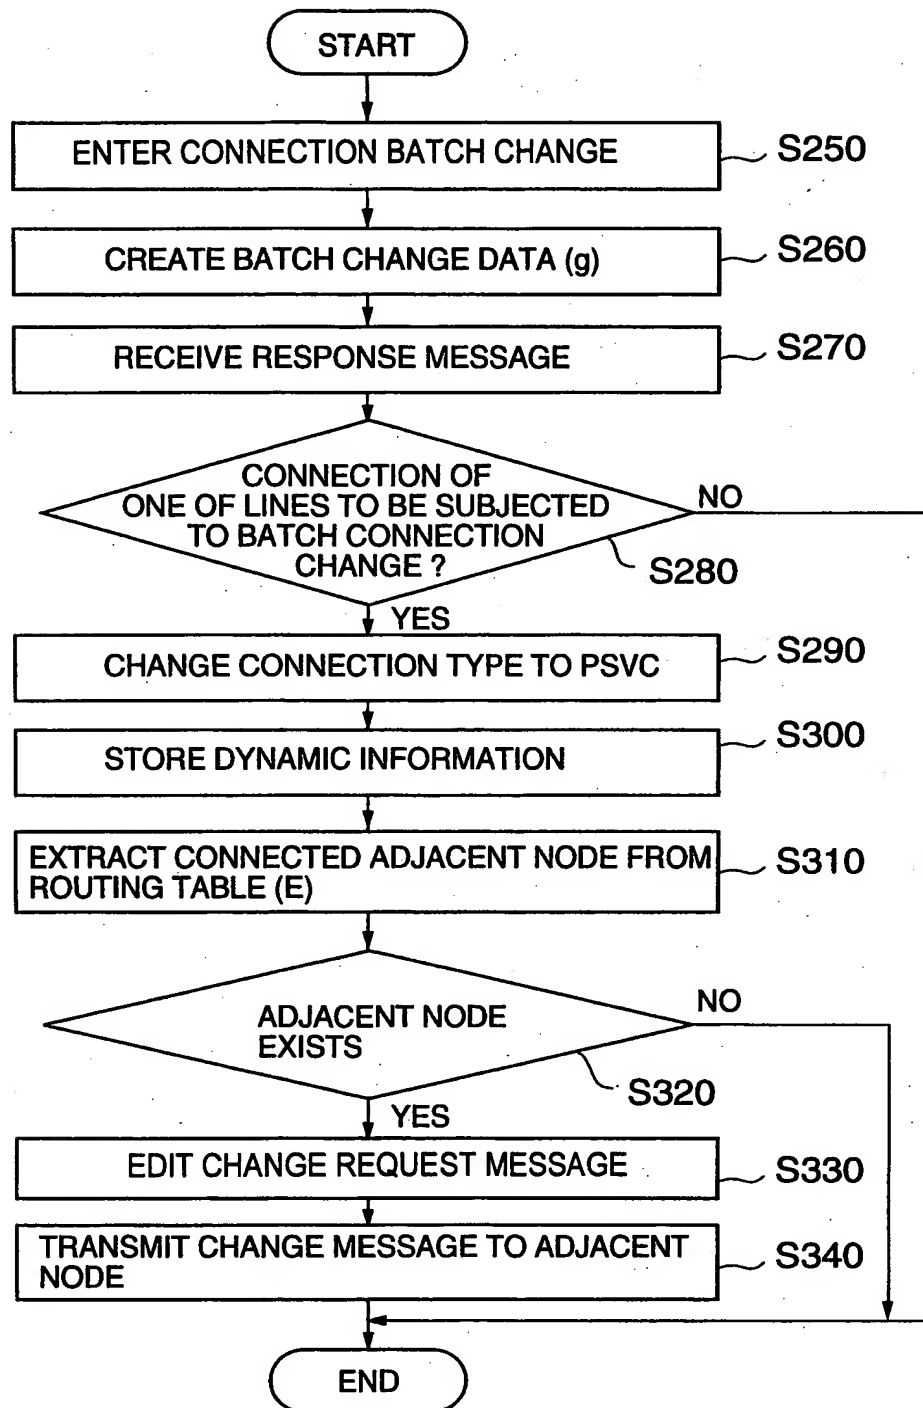 START
ENTER CONNECTION BATCH CHANGE
S250
CREATE BATCH CHANGE DATA (g)
S260
RECEIVE RESPONSE MESSAGE
S270
CONNECTION OF
ONE OF LINES TO BE SUBJECTED
TO BATCH CONNECTION
CHANGE ?
NO
S280
YES
CHANGE CONNECTION TYPE TO PSVC
S290
STORE DYNAMIC INFORMATION
S300
EXTRACT CONNECTED ADJACENT NODE FROM
ROUTING TABLE (E)
S310
ADJACENT NODE
EXISTS
NO
S320
YES
EDIT CHANGE REQUEST MESSAGE
S330
TRANSMIT CHANGE MESSAGE TO ADJACENT
NODE
S340
END